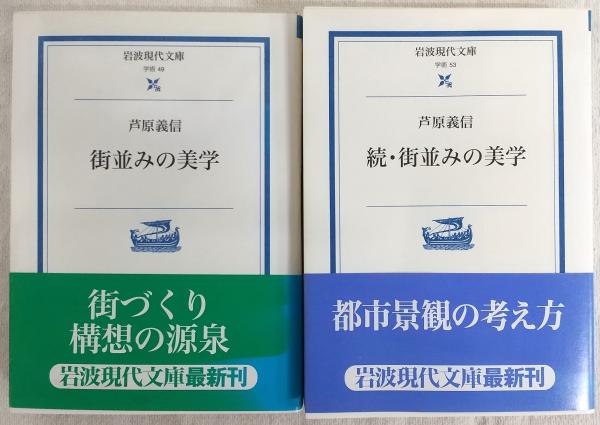 岩波現代文庫
学術 49
芦原義信
街並みの美学
街づくり
構想の源泉
岩波現代文庫最新刊
岩波現代文庫
学術 53
芦原義信
続・街並みの美学
都市景観の考え方
岩波現代文庫最新刊